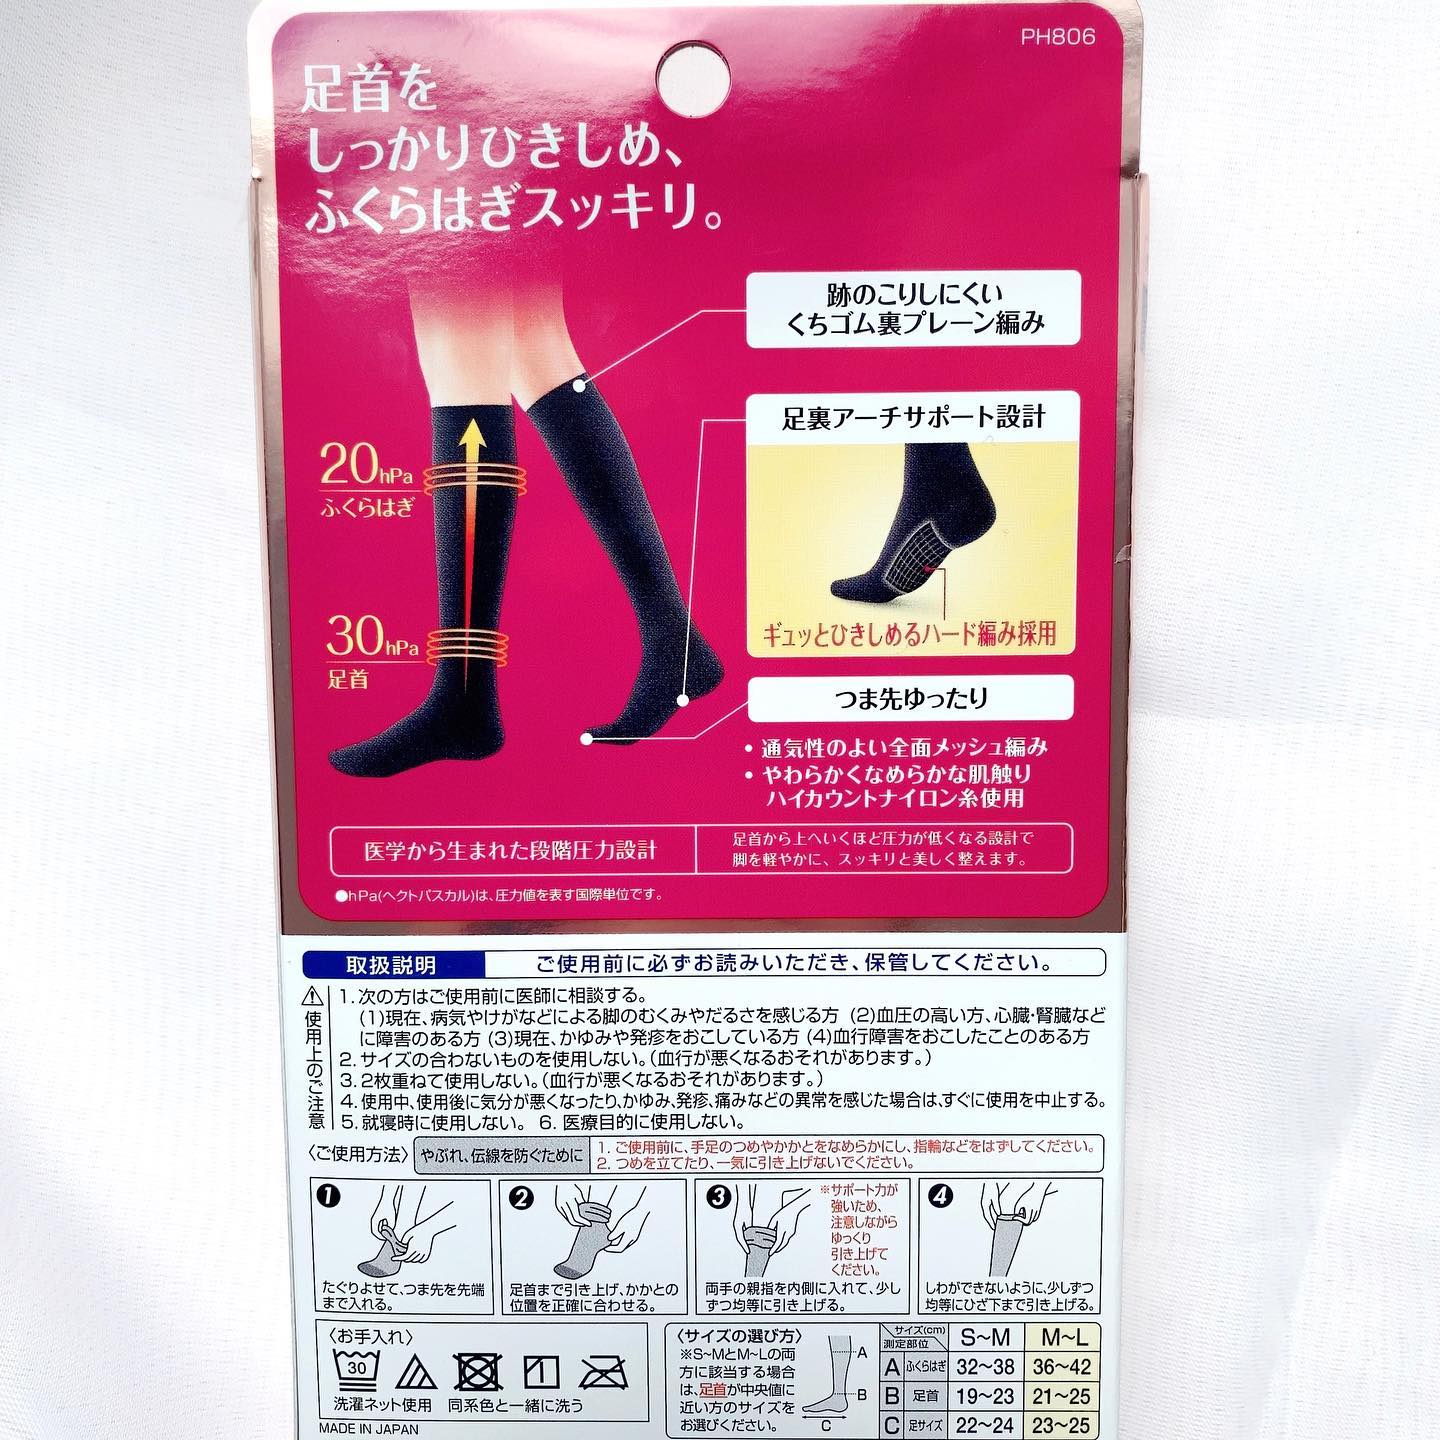 PH806
足首を
しっかりひきしめ、
ふくらはぎスッキリ。
跡のこりしにくい
くちゴム裏プレーン編み
足裏アーチサポート設計
ギュッとひきしめるハード編み採用
20hPa
ふくらはぎ
30hPa
足首
つま先ゆったり
・通気性のよい全面メッシュ編み
・やわらかくなめらかな肌触り
ハイカウントナイロン糸使用
医学から生まれた段階圧力設計
足首から上へいくほど圧力が低くなる設計で
脚を軽やかに、スッキリと美しく整えます。
●hPa(ヘクトパスカル)は、圧力値を表す国際単位です。
取扱説明 ご使用前に必ずお読みいただき、保管してください。
使用上のご注意
1.次の方はご使用前に医師に相談する。
(1)現在、病気やけがなどによる脚のむくみやだるさを感じる方 (2)血圧の高い方、心臓・腎臓など
に障害のある方 (3)現在、かゆみや発疹をおこしている方 (4)血行障害をおこしたことのある方
2.サイズの合わないものを使用しない。(血行が悪くなるおそれがあります。)
3.2枚重ねて使用しない。(血行が悪くなるおそれがあります。)
4.使用中、使用後に気分が悪くなったり、かゆみ、発疹、痛みなどの異常を感じた場合は、すぐに使用を中止する。
5.就寝時に使用しない。 6.医療目的に使用しない。
〈ご使用方法〉 やぶれ、伝線を防ぐために
1.ご使用前に、手足のつめやかかとをなめらかにし、指輪などをはずしてください。
2.つめを立てたり、一気に引き上げないでください。
1
たぐりよせて、つま先を先端
まで入れる。
2
足首まで引き上げ、かかとの
位置を正確に合わせる。
3
※サポート力が
強いため、
注意しながら
ゆっくり
引き上げて
ください。
両手の親指を内側に入れて、少し
ずつ均等に引き上げる。
4
しわができないように、少しずつ
均等にひざ下まで引き上げる。
〈お手入れ〉
30
1
洗濯ネット使用 同系色と一緒に洗う
MADE IN JAPAN
〈サイズの選び方〉
※S~MとM~Lの両
方に該当する場合
は、足首が中央値に
近い方のサイズを
お選びください。
A
B
C
サイズ(cm) 測定部位 S~M M~L
A ふくらはぎ 32~38 36~42
B 足首 19~23 21~25
C 足サイズ 22~24 23~25